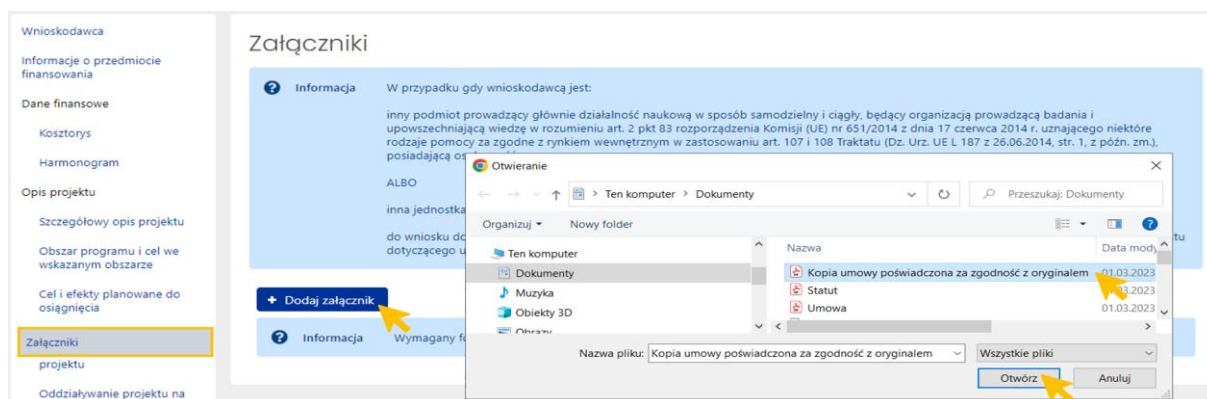 Wnioskodawca
Informacje o przedmiocie
finansowania
Dane finansowe
Kosztorys
Harmonogram
Opis projektu
Szczegółowy opis projektu
Obszar programu i cel we
wskazanym obszarze
Cel i efekty planowane do
osiągnięcia
Załączniki
projektu
Oddziaływanie projektu na
Załączniki
Informacja
W przypadku gdy wnioskodawcą jest:
inny podmiot prowadzący głównie działalność naukową w sposób samodzielny i ciągły, będący organizacją prowadzącą badania i
upowszechniającą wiedzę w rozumieniu art. 2 pkt 83 rozporządzenia Komisji (UE) nr 651/2014 z dnia 17 czerwca 2014 r. uznającego niektóre
rodzaje pomocy za zgodne z rynkiem wewnętrznym w zastosowaniu art. 107 i 108 Traktatu (Dz. Urz. UE L 187 z 26.06.2014, str. 1, z późn. zm.),
posiadającą
ALBO
inna jednostka
do wniosku
dotyczącego
+ Dodaj załącznik
Informacja
Wymagany
Otwieranie
> Ten komputer > Dokumenty
Przeszukaj: Dokumenty
Organizuj
Nowy folder
Ten komputer
Dokumenty
Muzyka
Obiekty 3D
Obrazy
Nazwa
Data mody
Kopia umowy poświadczona za zgodność z oryginałem 01.03.2023
Statut
Umowa 01.03.2023
Nazwa pliku: Kopia umowy poświadczona za zgodność z oryginałem
Wszystkie pliki
Otwórz
Anuluj